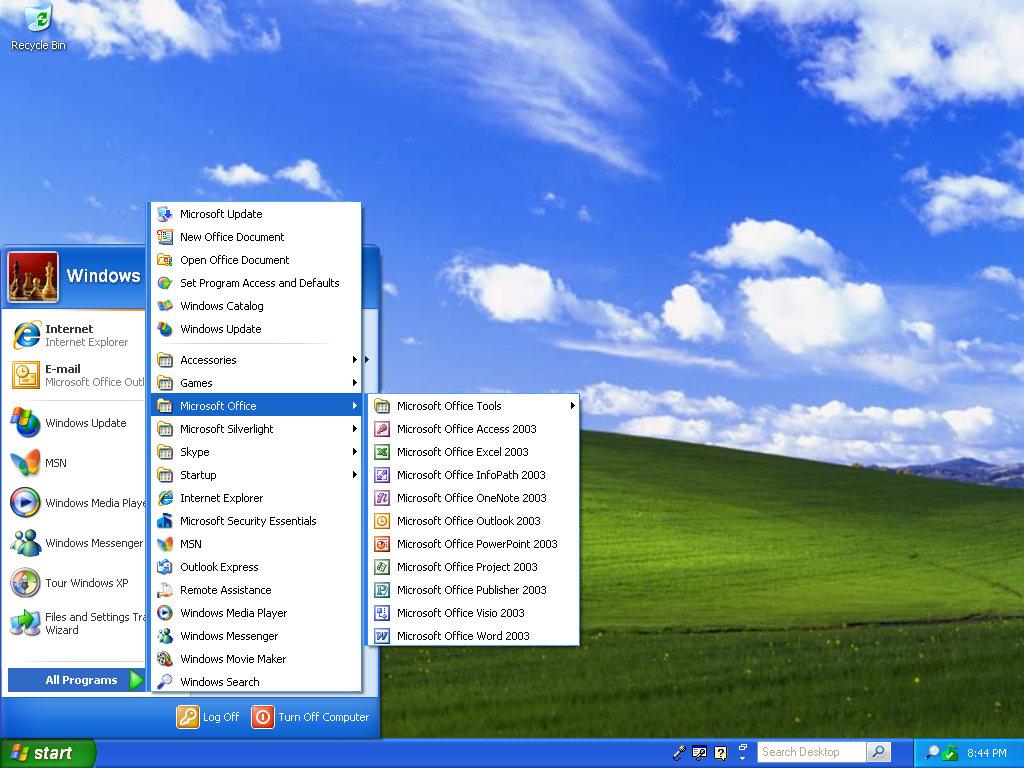 Recycle Bin
Windows
Internet
Internet Explorer
E-mail
Microsoft Office Outl
Windows Update
MSN
Windows Media Playe
Windows Messenger
Tour Windows XP
Files and Settings Tra
Wizard
All Programs
Microsoft Update
New Office Document
Open Office Document
Set Program Access and Defaults
Windows Catalog
Windows Update
Accessories
Games
Microsoft Office
Microsoft Silverlight
Skype
Startup
Internet Explorer
Microsoft Security Essentials
MSN
Outlook Express
Remote Assistance
Windows Media Player
Windows Messenger
Windows Movie Maker
Windows Search
Microsoft Office Tools
Microsoft Office Access 2003
Microsoft Office Excel 2003
Microsoft Office InfoPath 2003
Microsoft Office OneNote 2003
Microsoft Office Outlook 2003
Microsoft Office PowerPoint 2003
Microsoft Office Project 2003
Microsoft Office Publisher 2003
Microsoft Office Visio 2003
Microsoft Office Word 2003
Log Off
Turn Off Computer
start
Search Desktop
8:44 PM